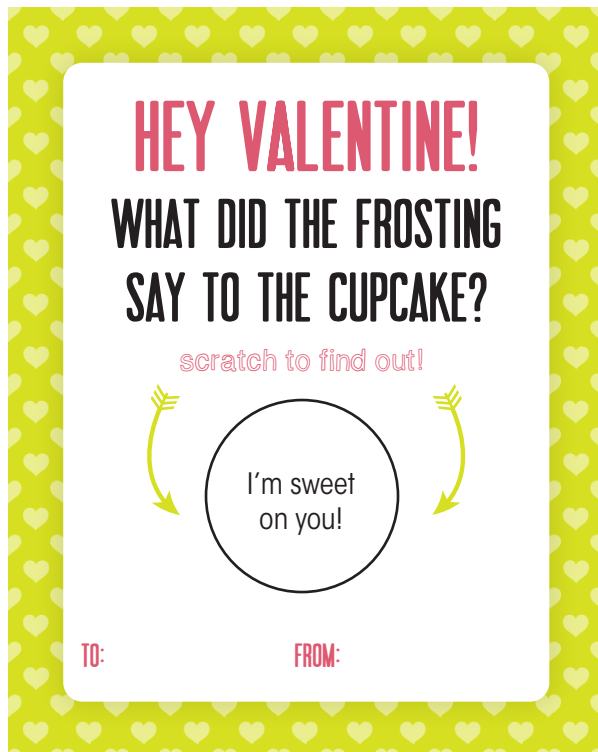 HEY VALENTINE!
WHAT DID THE FROSTING
SAY TO THE CUPCAKE?
scratch to find out!
I'm sweet
on you!
TO: FROM: